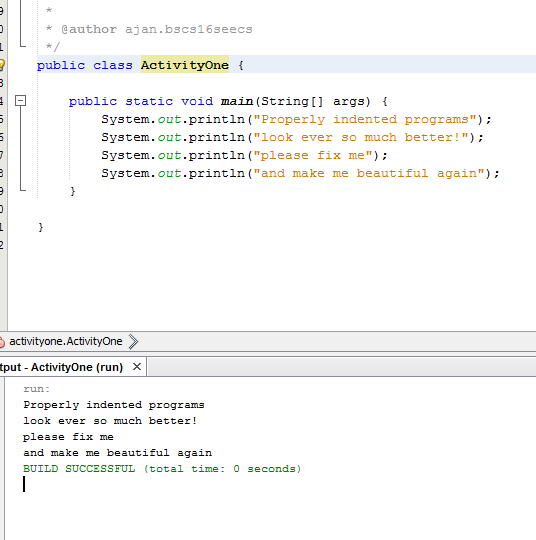 *
* @author ajan.bscs16seecs
*/
public class ActivityOne {
public static void main(String[] args) {
System.out.println("Properly indented programs");
System.out.println("look ever so much better!");
System.out.println("please fix me");
System.out.println("and make me beautiful again");
}
}
activityone.ActivityOne
tput - ActivityOne (run)
run:
Properly indented programs
look ever so much better!
please fix me
and make me beautiful again
BUILD SUCCESSFUL (total time: 0 seconds)